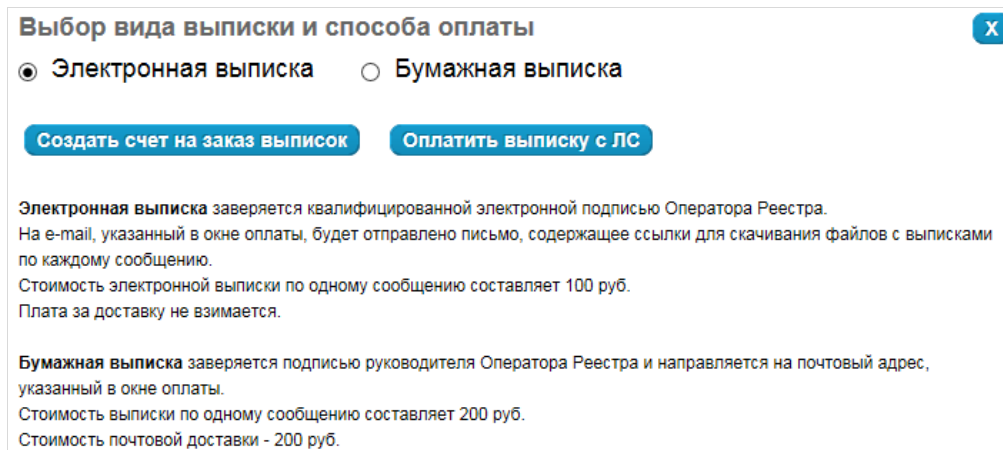 Выбор вида выписки и способа оплаты
X
Электронная выписка Бумажная выписка
Создать счет на заказ выписок Оплатить выписку с ЛС
Электронная выписка заверяется квалифицированной электронной подписью Оператора Реестра.
На e-mail, указанный в окне оплаты, будет отправлено письмо, содержащее ссылки для скачивания файлов с выписками
по каждому сообщению.
Стоимость электронной выписки по одному сообщению составляет 100 руб.
Плата за доставку не взимается.
Бумажная выписка заверяется подписью руководителя Оператора Реестра и направляется на почтовый адрес,
указанный в окне оплаты.
Стоимость выписки по одному сообщению составляет 200 руб.
Стоимость почтовой доставки - 200 руб.